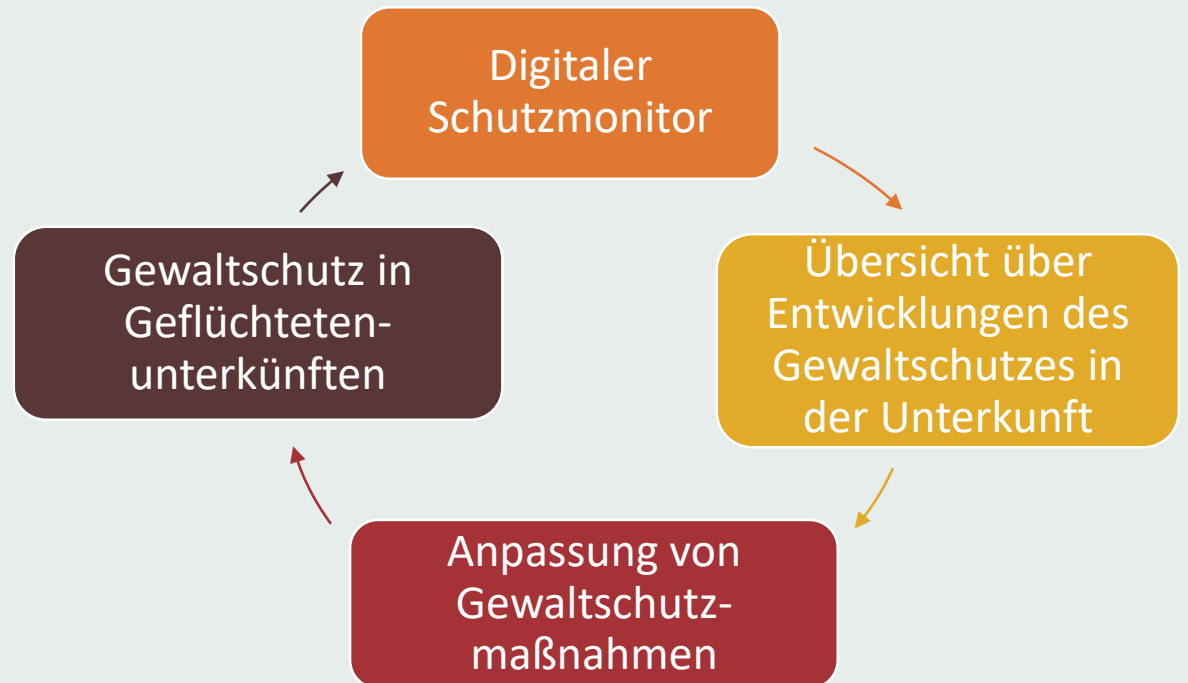 Digitaler
Schutzmonitor
Übersicht über
Entwicklungen des
Gewaltschutzes in
der Unterkunft
Anpassung von
Gewaltschutz-
maßnahmen
Gewaltschutz in
Geflüchteten-
unterkünften